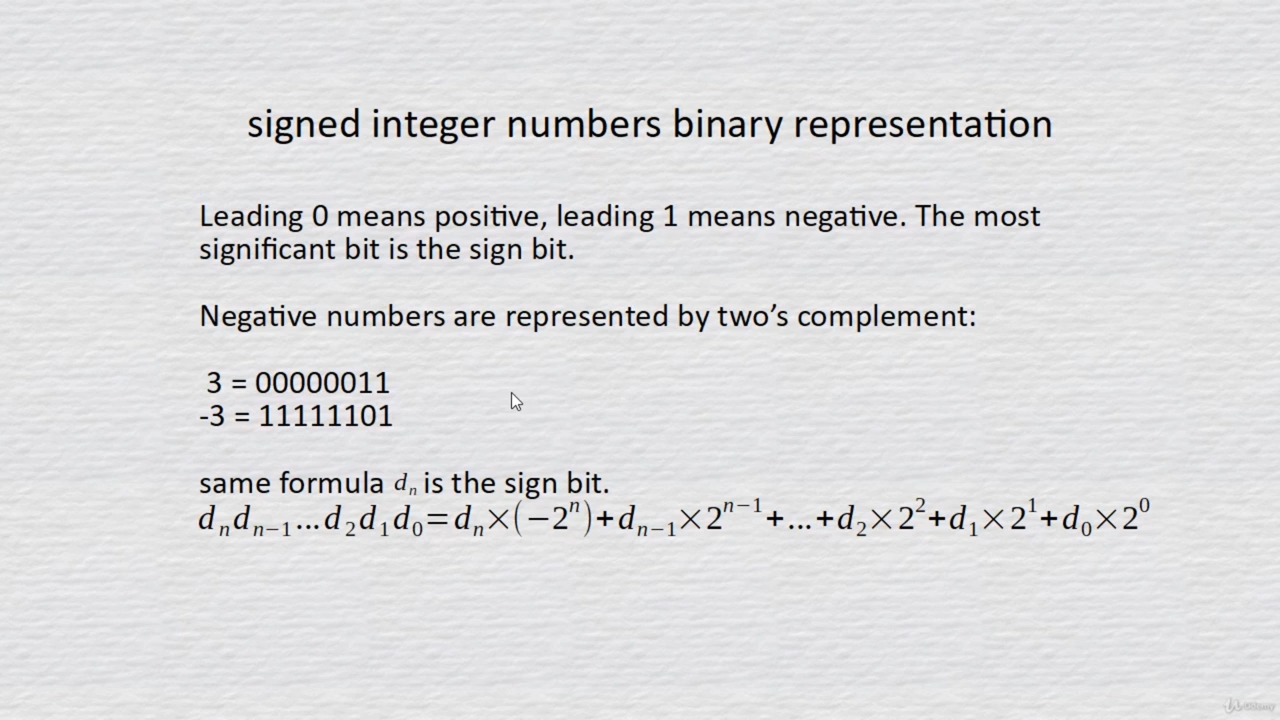 signed integer numbers binary representation
Leading 0 means positive, leading 1 means negative. The most
significant bit is the sign bit.
Negative numbers are represented by two's complement:
3 = 00000011
-3 = 11111101
same formula dₙ is the sign bit.
dₙdₙ₋₁...d₂d₁d₀=dₙ×(−2ⁿ)+dₙ₋₁×2ⁿ⁻¹+...+d₂×2²+d₁×2¹+d₀×2⁰
Udemy